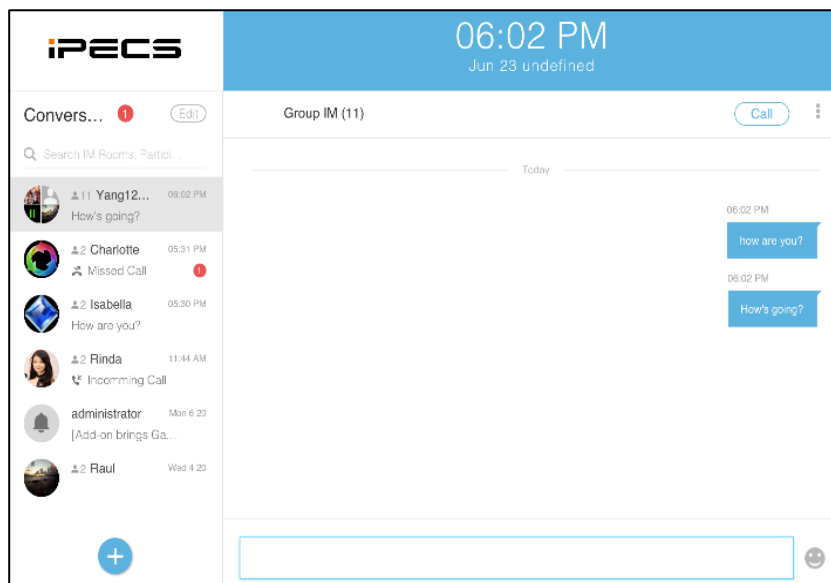 iPECS
06:02 PM
Jun 23 undefined
Convers... 1 Edit
Group IM (11)
Call
Search IM Rooms, Partici...
Today
11 Yang12... 06:02 PM
How's going?
2 Charlotte 05:31 PM
Missed Call 1
2 Isabella 05:30 PM
How are you?
2 Rinda 11:44 AM
Incomming Call
administrator Mon 6 20
[Add-on brings Ga...
2 Raul Wed 4 20
06:02 PM
how are you?
06:02 PM
How's going?